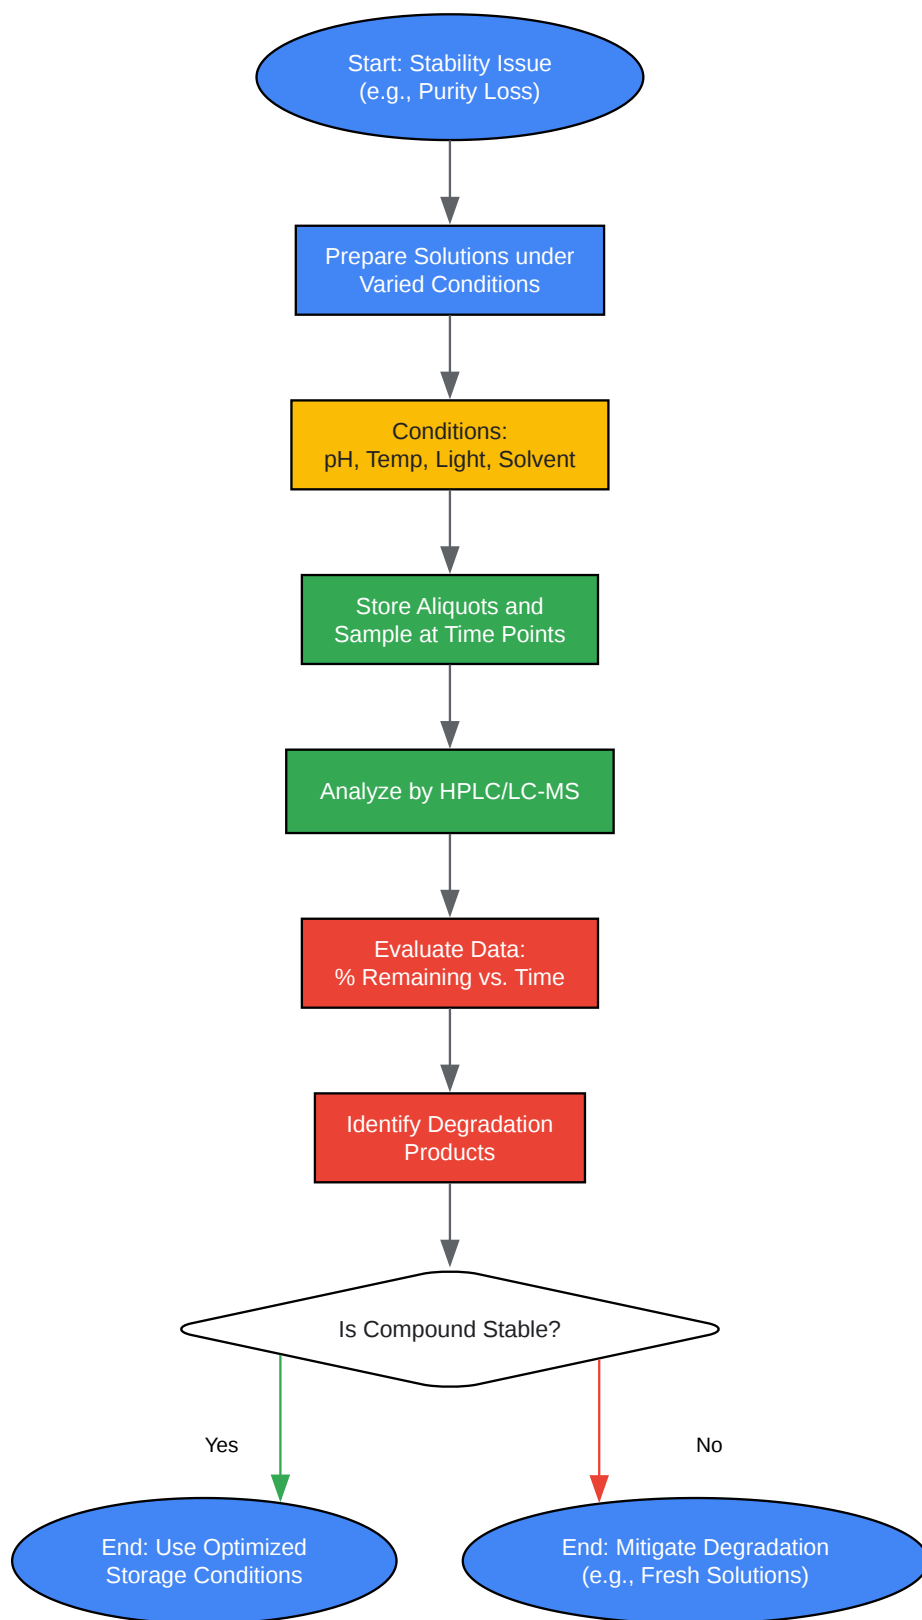 Start: Stability Issue
(e.g., Purity Loss)
Prepare Solutions under
Varied Conditions
Conditions:
pH, Temp, Light, Solvent
Store Aliquots and
Sample at Time Points
Analyze by HPLC/LC-MS
Evaluate Data:
% Remaining vs. Time
Identify Degradation
Products
Is Compound Stable?
Yes
No
End: Use Optimized
Storage Conditions
End: Mitigate Degradation
(e.g., Fresh Solutions)